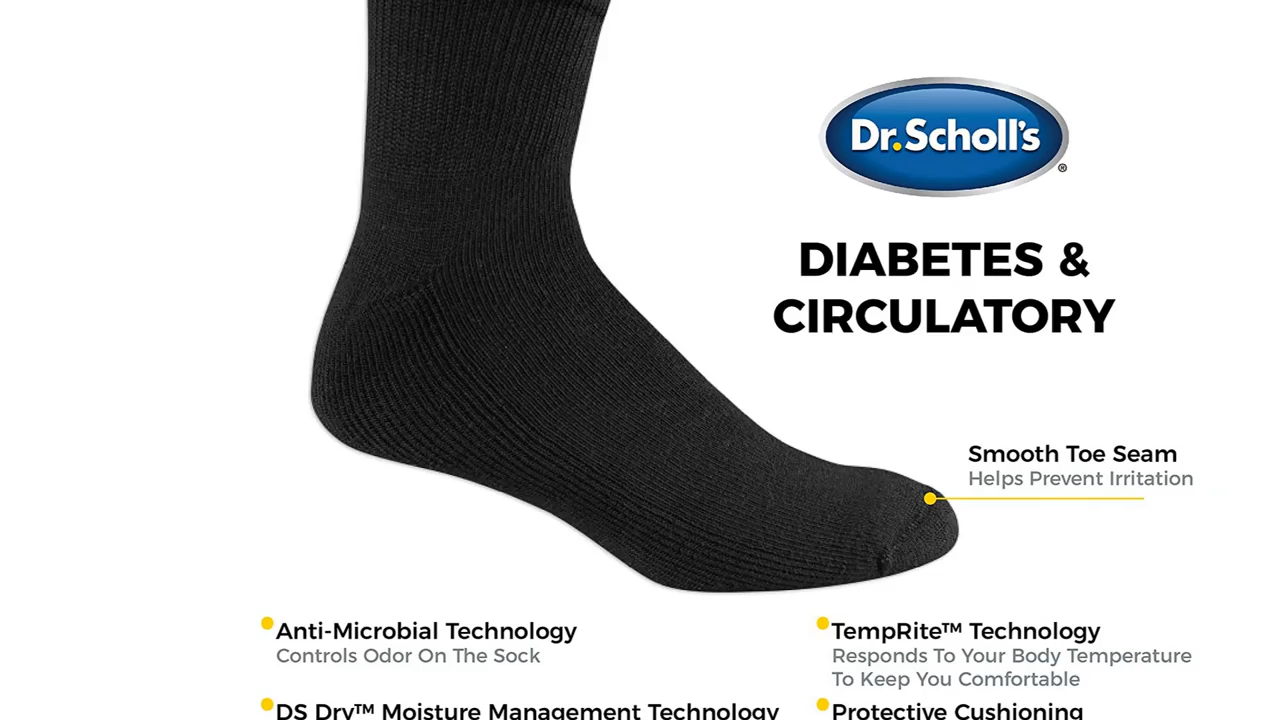 Dr.Scholl's
®
DIABETES &
CIRCULATORY
Smooth Toe Seam
Helps Prevent Irritation
Anti-Microbial Technology
Controls Odor On The Sock
TempRite™ Technology
Responds To Your Body Temperature
To Keep You Comfortable
DS Dry™ Moisture Management Technology
Protective Cushioning